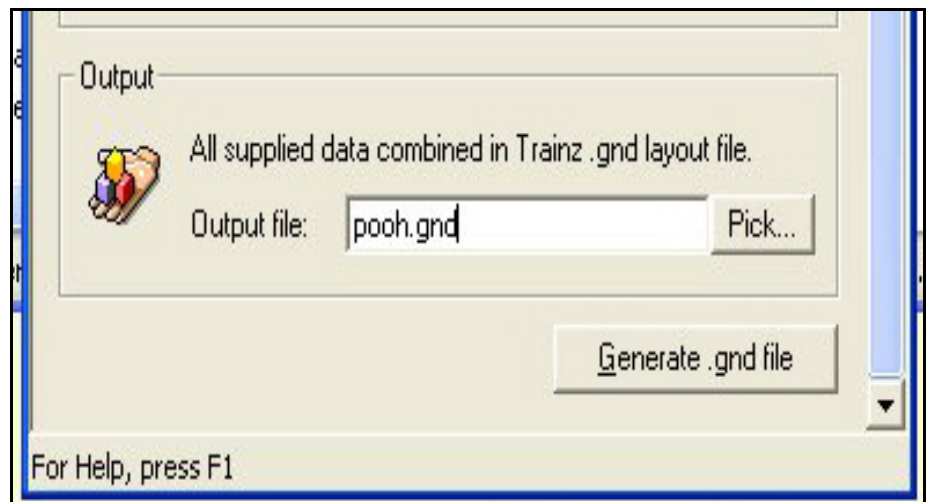 Output
All supplied data combined in Trainz .gnd layout file.
Output file: pooh.gnd Pick...
Generate .gnd file
For Help, press F1